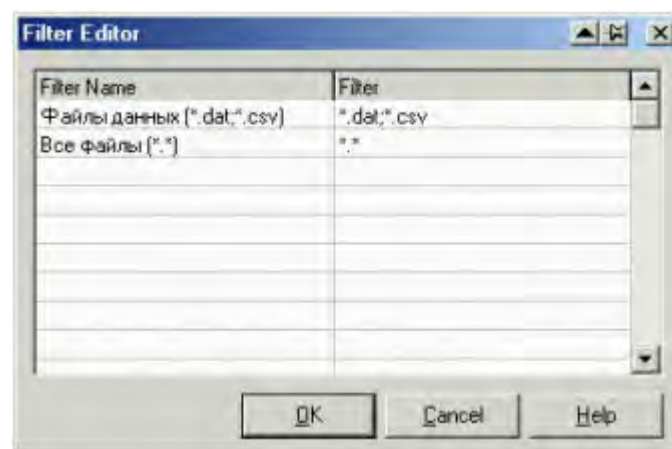 Filter Editor
Filter Name Filter
Файлы данных (*.dat;*.csv) *.dat;*.csv
Все файлы (*.*) *.*
OK Cancel Help